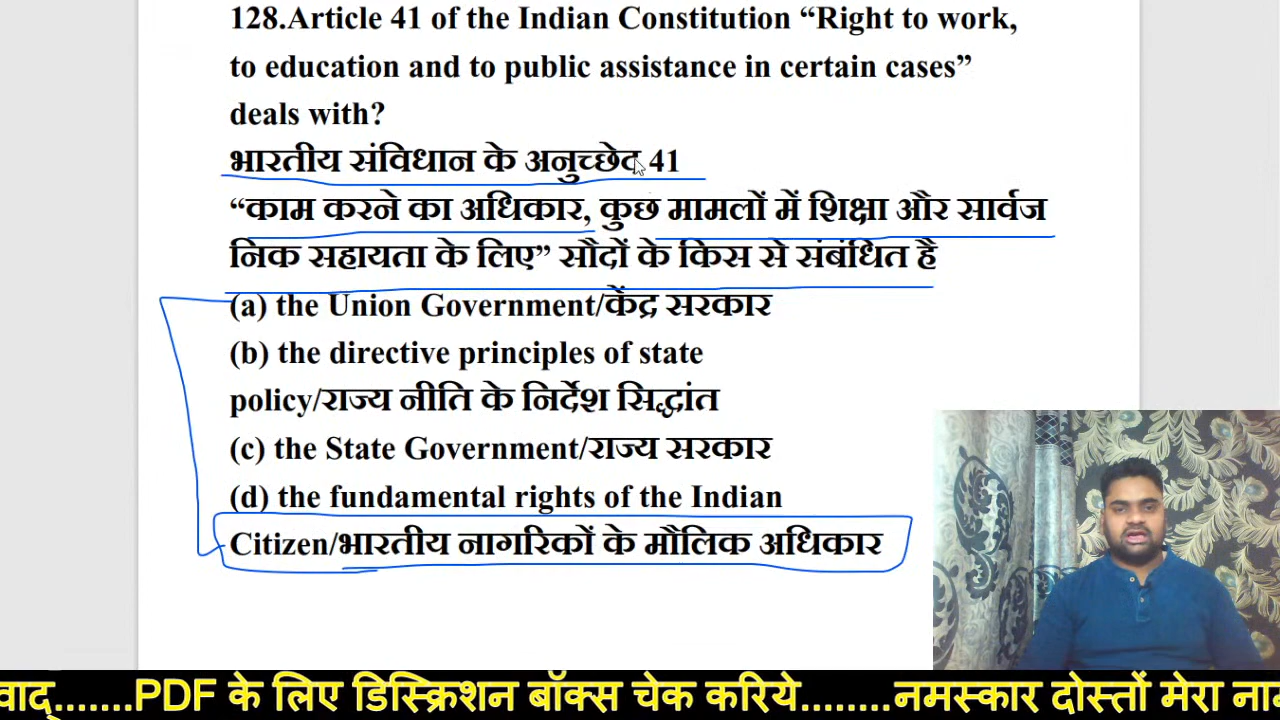 128.Article 41 of the Indian Constitution “Right to work,
to education and to public assistance in certain cases”
deals with?
भारतीय संविधान के अनुच्छेद 41
“काम करने का अधिकार, कुछ मामलों में शिक्षा और सार्वज
निक सहायता के लिए” सौदों के किस से संबंधित है
(a) the Union Government/केंद्र सरकार
(b) the directive principles of state
policy/राज्य नीति के निर्देश सिद्धांत
(c) the State Government/राज्य सरकार
(d) the fundamental rights of the Indian
Citizen/भारतीय नागरिकों के मौलिक अधिकार
वाद्.......PDF के लिए डिस्क्रिशन बॉक्स चेक करिये........नमस्कार दोस्तों मेरा